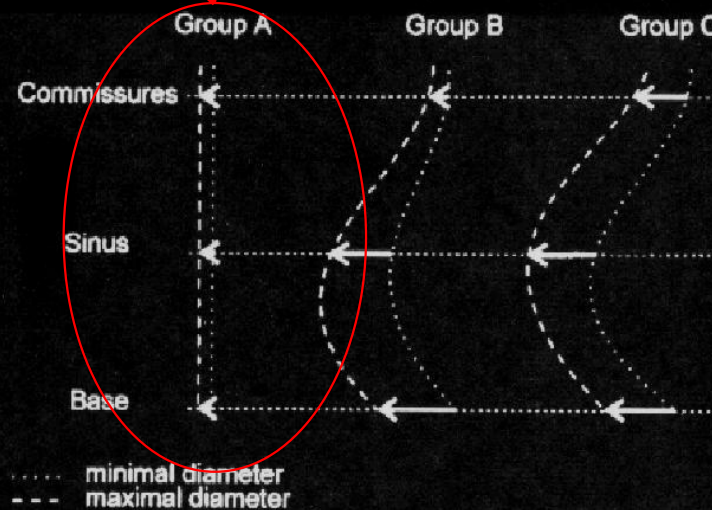 Group A Group B Group C
Commissures
Sinus
Base
minimal diameter
maximal diameter